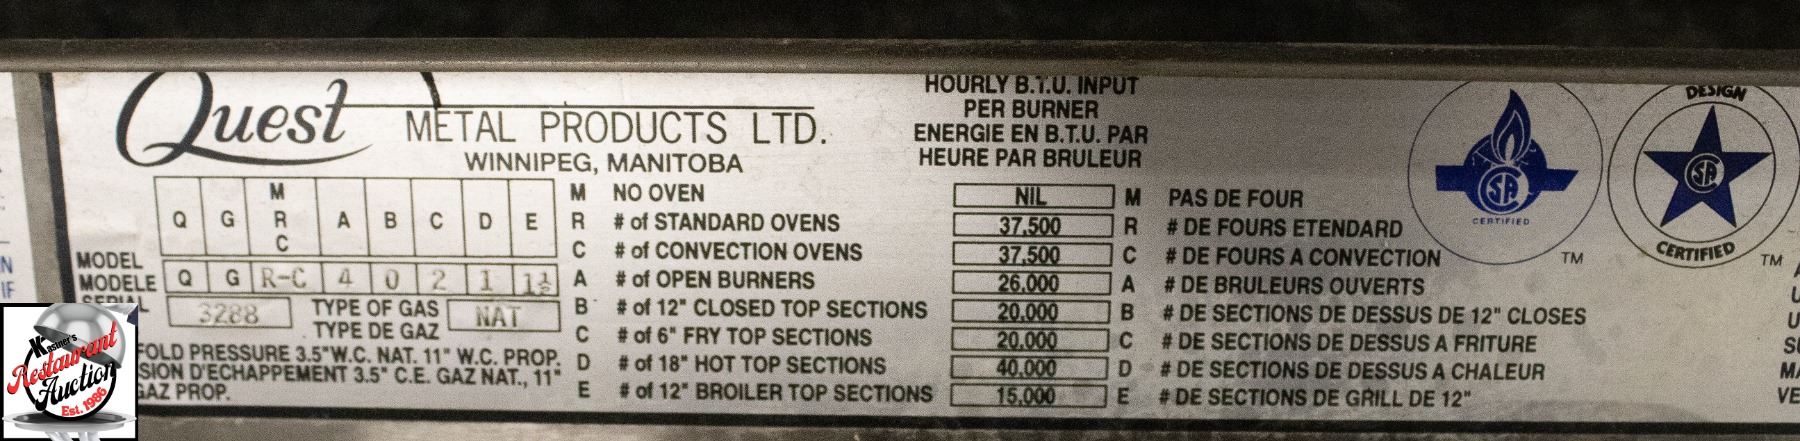 Quest
METAL PRODUCTS LTD.
WINNIPEG, MANITOBA
HOURLY B.T.U. INPUT
PER BURNER
ENERGIE EN B.T.U. PAR
HEURE PAR BRULEUR
Q G M R C A B C D E
MODEL
MODELE Q G R-C 4 0 2 1 1½
SERIAL 3288 TYPE OF GAS NAT
TYPE DE GAZ
FOLD PRESSURE 3.5"W.C. NAT. 11" W.C. PROP.
SION D'ECHAPPEMENT 3.5" C.E. GAZ NAT., 11"
GAZ PROP.
M NO OVEN NIL M PAS DE FOUR
R # of STANDARD OVENS 37,500 R # DE FOURS ETENDARD
C # of CONVECTION OVENS 37,500 C # DE FOURS A CONVECTION
A # of OPEN BURNERS 26,000 A # DE BRULEURS OUVERTS
B # of 12" CLOSED TOP SECTIONS 20,000 B # DE SECTIONS DE DESSUS DE 12" CLOSES
C # of 6" FRY TOP SECTIONS 20,000 C # DE SECTIONS DE DESSUS A FRITURE
D # of 18" HOT TOP SECTIONS 40,000 D # DE SECTIONS DE DESSUS A CHALEUR
E # of 12" BROILER TOP SECTIONS 15,000 E # DE SECTIONS DE GRILL DE 12"
CERTIFIED
TM
DESIGN
CERTIFIED
TM
Kastner's
Restaurant
Auction
Est. 1986